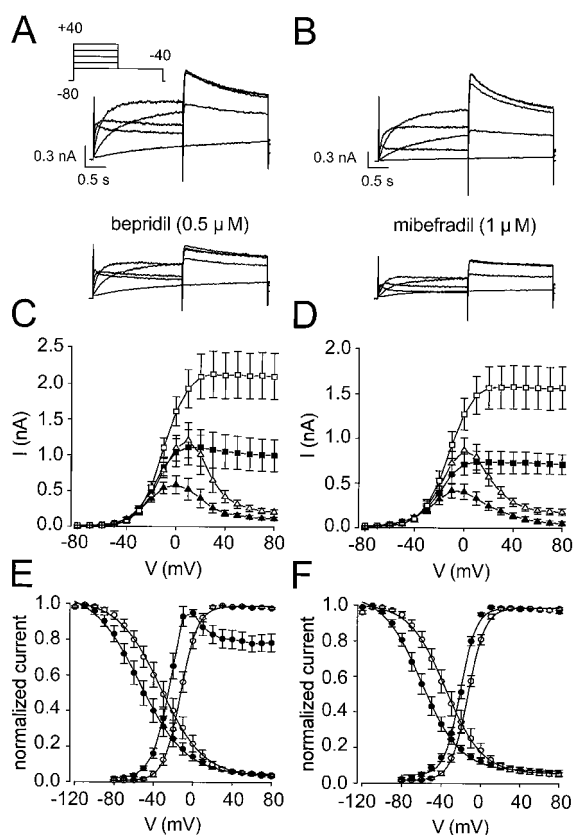 A
+40
-40
-80
0.3 nA
0.5 s
B
0.3 nA
0.5 s
bepridil (0.5 µM)
mibefradil (1 µM)
C
2.5
2.0
1.5
1.0
0.5
0.0
I (nA)
-80 -40 0 40 80
V (mV)
D
2.0
1.5
1.0
0.5
0.0
I (nA)
-80 -40 0 40 80
V (mV)
E
1.0
0.8
0.6
0.4
0.2
0.0
normalized current
-120 -80 -40 0 40 80
V (mV)
F
1.0
0.8
0.6
0.4
0.2
0.0
normalized current
-120 -80 -40 0 40 80
V (mV)